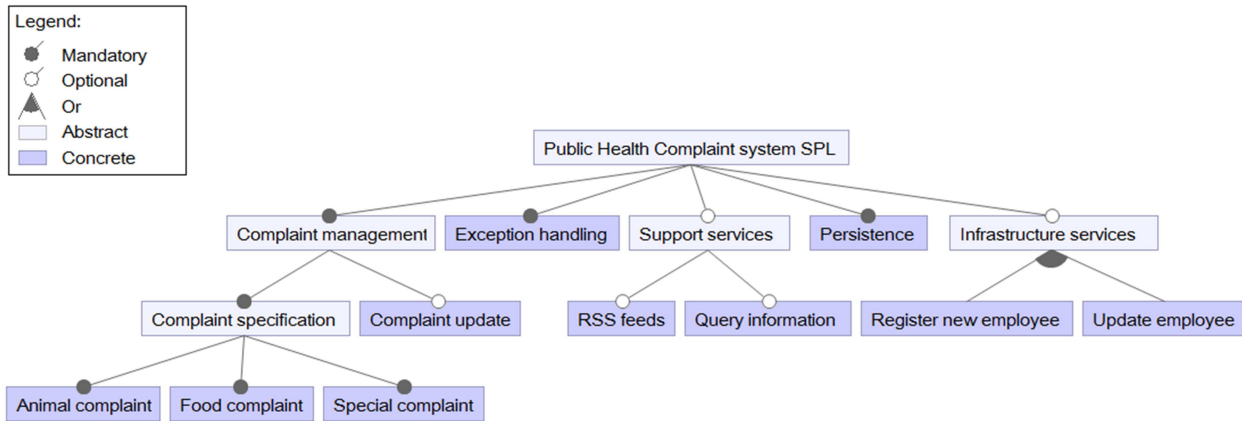 Legend:
Mandatory
Optional
Or
Abstract
Concrete
Public Health Complaint system SPL
Complaint management
Exception handling
Support services
Persistence
Infrastructure services
Complaint specification
Complaint update
RSS feeds
Query information
Register new employee
Update employee
Animal complaint
Food complaint
Special complaint